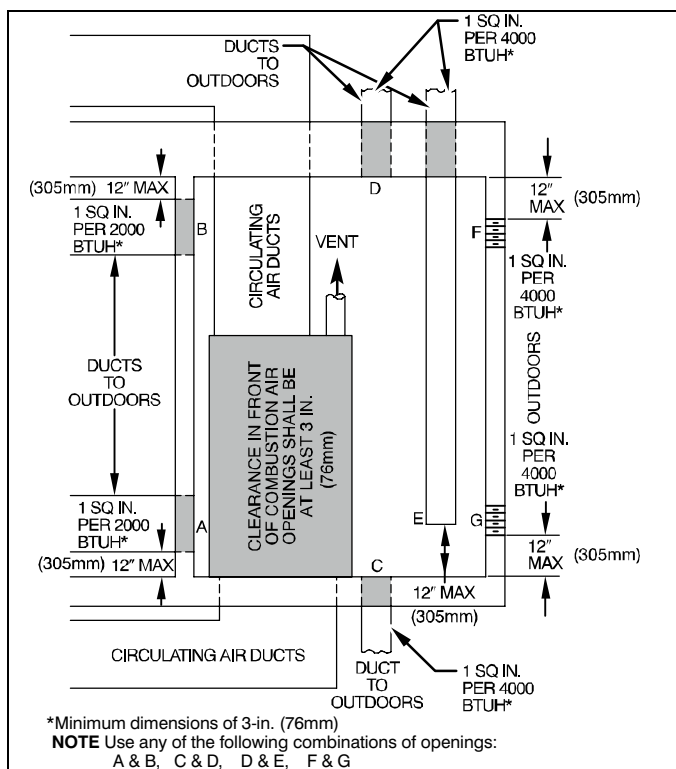 DUCTS
TO
OUTDOORS
1 SQ IN.
PER 4000
BTUH*
(305mm) 12" MAX
1 SQ IN.
PER 2000
BTUH*
B
D
CIRCULATING
AIR DUCTS
VENT
12"
MAX
(305mm)
F
1 SQ IN.
PER
4000
BTUH*
DUCTS
TO
OUTDOORS
OUTDOORS
CLEARANCE IN FRONT
OF COMBUSTION AIR
OPENINGS SHALL BE
AT LEAST 3 IN.
(76mm)
1 SQ IN.
PER
4000
BTUH*
1 SQ IN.
PER 2000
BTUH*
A
E
G
(305mm) 12" MAX
C
12"
MAX
(305mm)
12" MAX
(305mm)
CIRCULATING AIR DUCTS
DUCT
TO
OUTDOORS
1 SQ IN.
PER 4000
BTUH*
*Minimum dimensions of 3-in. (76mm)
NOTE Use any of the following combinations of openings:
A & B, C & D, D & E, F & G